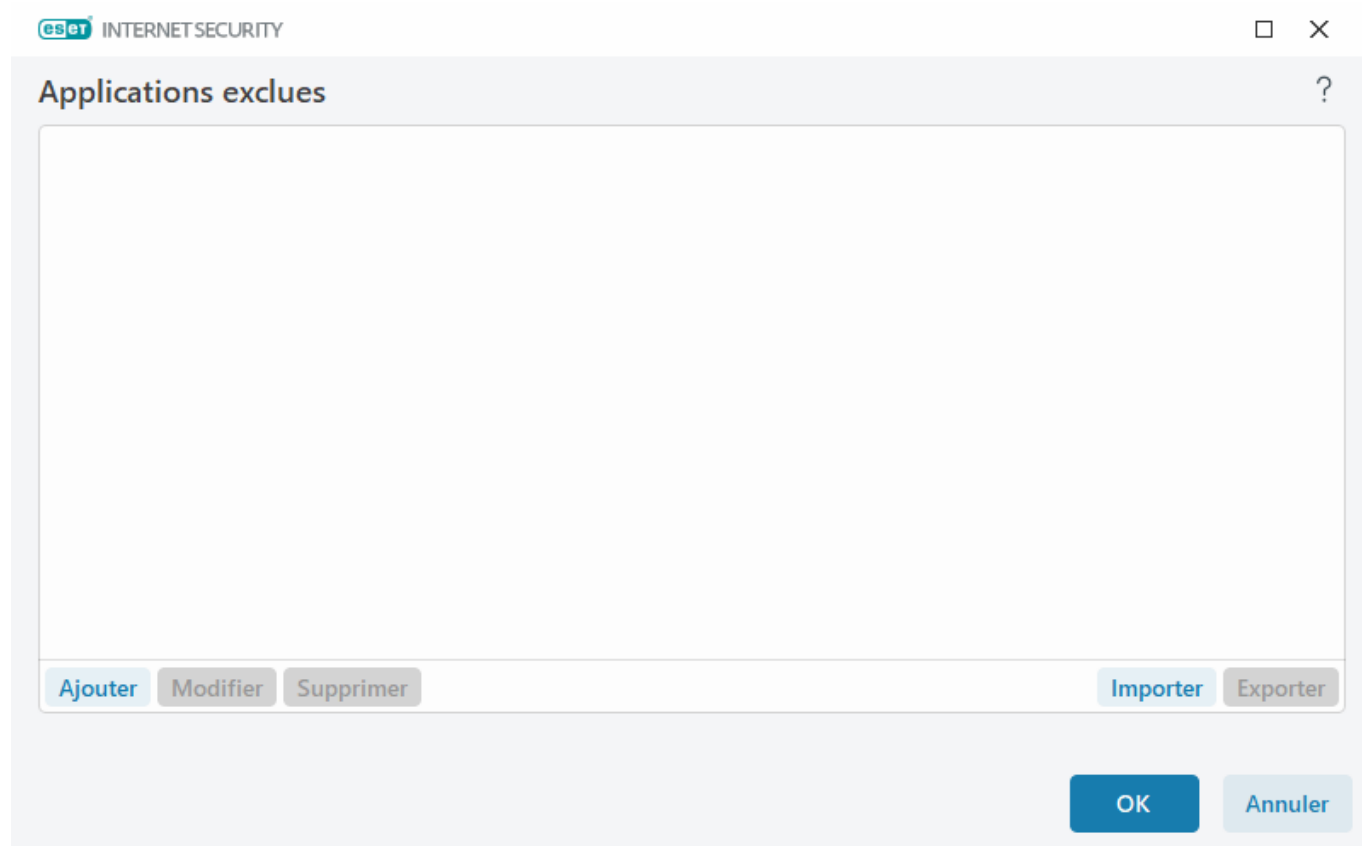 eset INTERNET SECURITY
Applications exclues ?
Ajouter Modifier Supprimer Importer Exporter
OK Annuler